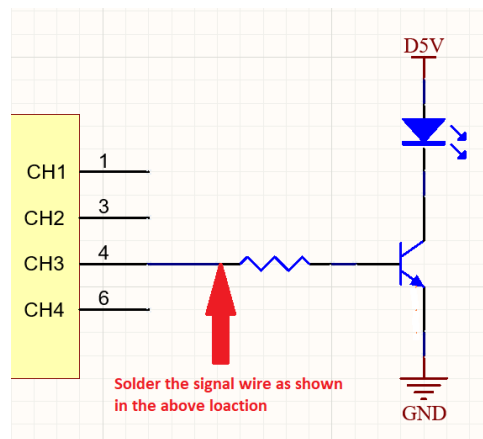 D5V
CH1 1
CH2 3
CH3 4
CH4 6
Solder the signal wire as shown
in the above loaction
GND